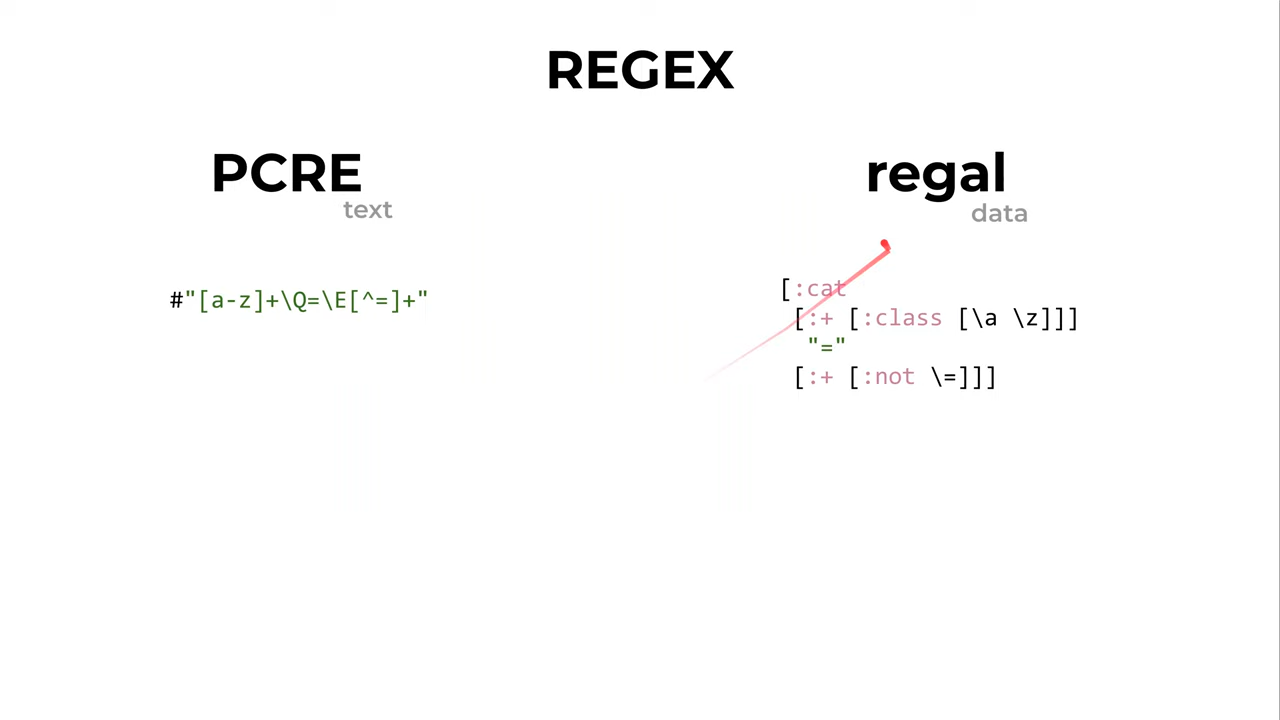 REGEX
PCRE
text
#"[a-z]+\Q=\E[^=]+"
regal
data
[:cat
[:+ [:class [\a \z]]]
"="
[:+ [:not \=]]]